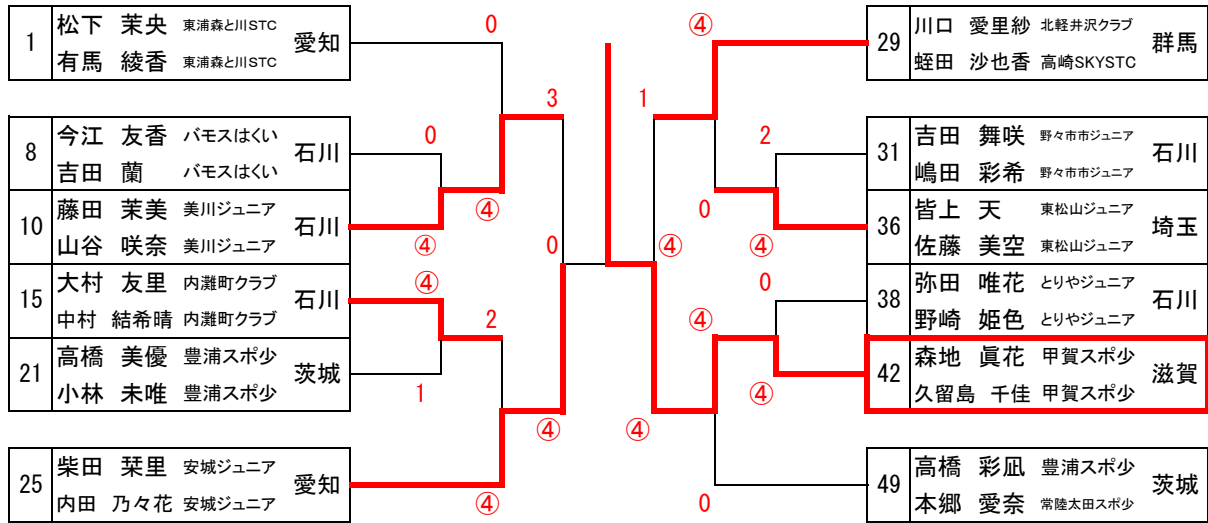 1 松下 茉央 東浦森と川STC 愛知
有馬 綾香 東浦森と川STC
8 今江 友香 バモスはくい 石川
吉田 蘭 バモスはくい
10 藤田 茉美 美川ジュニア 石川
山谷 咲奈 美川ジュニア
15 大村 友里 内灘町クラブ 石川
中村 結希晴 内灘町クラブ
21 高橋 美優 豊浦スポ少 茨城
小林 未唯 豊浦スポ少
25 柴田 栞里 安城ジュニア 愛知
内田 乃々花 安城ジュニア
0
3
0
④
④
0
④
2
1
④
④
④
1
2
0
④
④
0
④
④
④
0
29 川口 愛里紗 北軽井沢クラブ 群馬
蛭田 沙也香 高崎SKYSTC
31 吉田 舞咲 野々市市ジュニア 石川
嶋田 彩希 野々市市ジュニア
36 皆上 天 東松山ジュニア 埼玉
佐藤 美空 東松山ジュニア
38 弥田 唯花 とりやジュニア 石川
野崎 姫色 とりやジュニア
42 森地 眞花 甲賀スポ少 滋賀
久留島 千佳 甲賀スポ少
49 高橋 彩凪 豊浦スポ少 茨城
本郷 愛奈 常陸太田スポ少